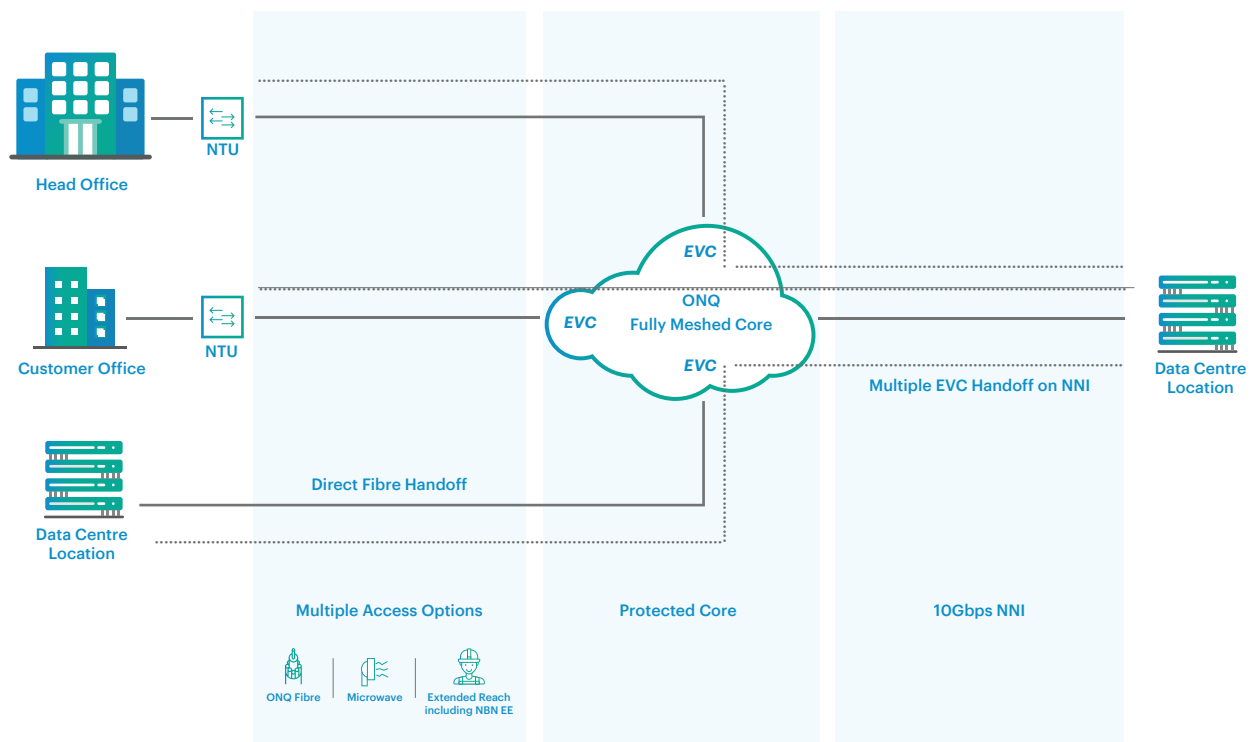 NTU
Head Office
EVC
ONQ
EVC
Fully Meshed Core
NTU
Customer Office
EVC
Data Centre
Location
Multiple EVC Handoff on NNI
Direct Fibre Handoff
Data Centre
Location
Multiple Access Options
Protected Core
10Gbps NNI
ONQ Fibre
Microwave
Extended Reach
including NBN EE